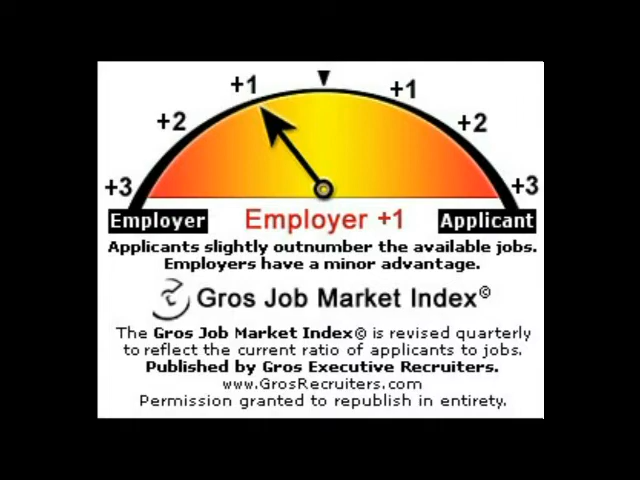 +1 +1
+2 +2
+3 +3
Employer Employer +1 Applicant
Applicants slightly outnumber the available jobs.
Employers have a minor advantage.
Gros Job Market Index©
The Gros Job Market Index© is revised quarterly
to reflect the current ratio of applicants to jobs.
Published by Gros Executive Recruiters.
www.GrosRecruiters.com
Permission granted to republish in entirety.